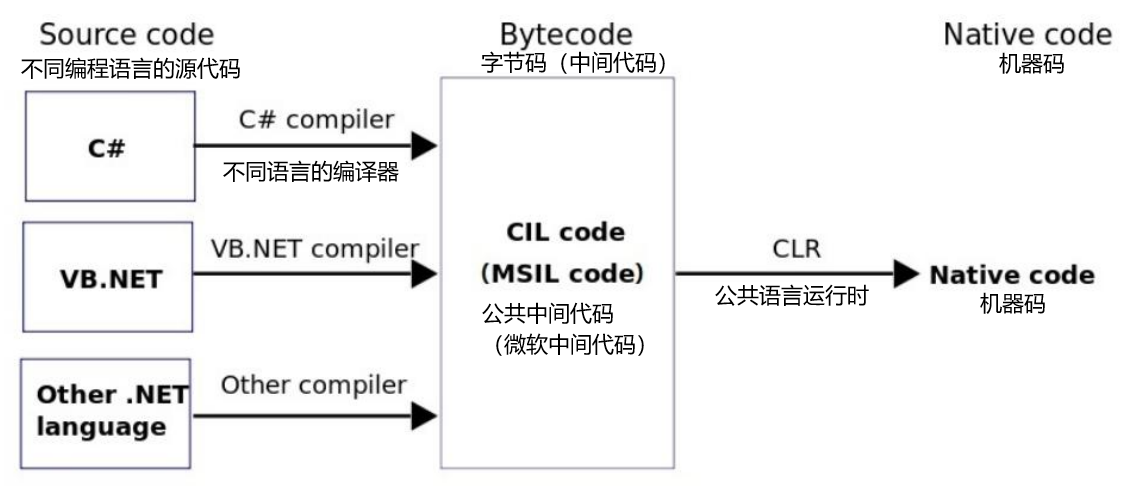 Source code
不同编程语言的源代码
Bytecode
字节码（中间代码）
Native code
机器码
C#
C# compiler
不同语言的编译器
VB.NET
VB.NET compiler
Other .NET
language
Other compiler
CIL code
(MSIL code)
公共中间代码
（微软中间代码）
CLR
公共语言运行时
Native code
机器码